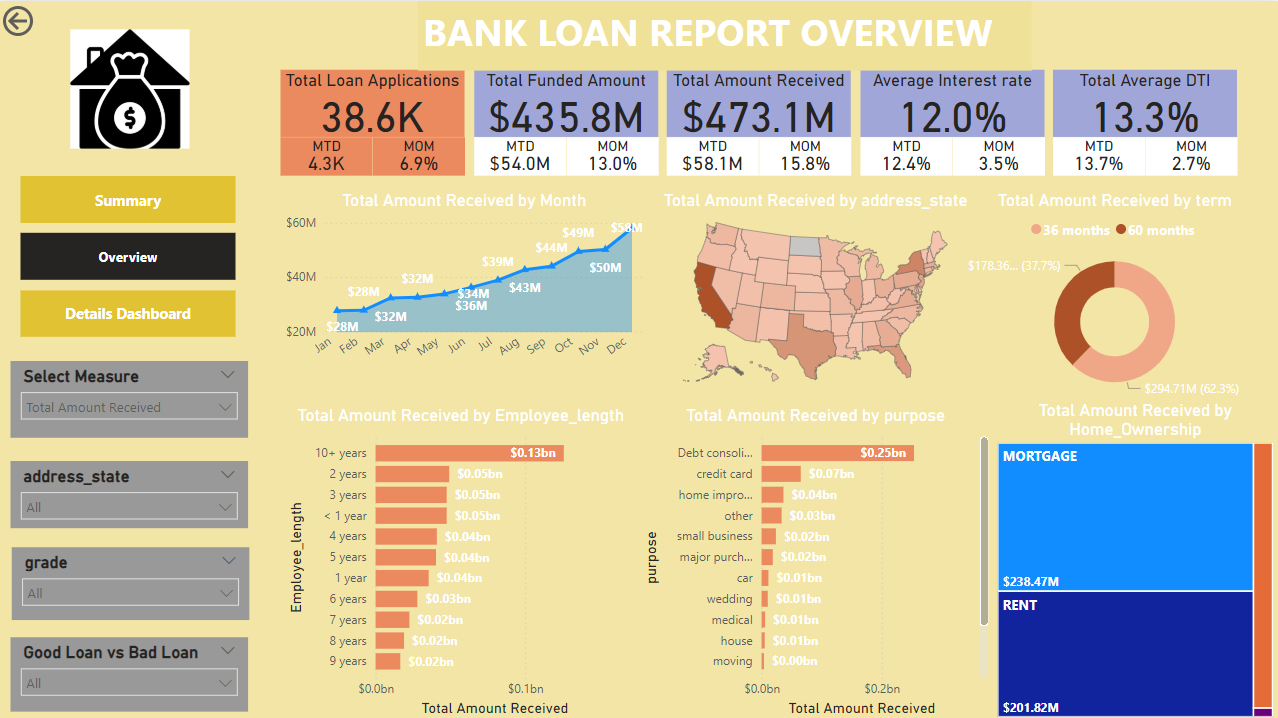 BANK LOAN REPORT OVERVIEW
Total Loan Applications
38.6K
MTD
4.3K
MOM
6.9%
Total Funded Amount
$435.8M
MTD
$54.0M
MOM
13.0%
Total Amount Received
$473.1M
MTD
$58.1M
MOM
15.8%
Average Interest rate
12.0%
MTD
12.4%
MOM
3.5%
Total Average DTI
13.3%
MTD
13.7%
MOM
2.7%
$
Summary
Overview
Details Dashboard
Select Measure
Total Amount Received
address_state
All
grade
All
Good Loan vs Bad Loan
All
Total Amount Received by Month
$60M
$40M
$20M
$28M
$28M
$32M
$32M
$34M
$36M
$39M
$43M
$44M
$49M
$50M
$58M
Jan
Feb
Mar
Apr
May
Jun
Jul
Aug
Sep
Oct
Nov
Dec
Total Amount Received by address_state
Total Amount Received by term
36 months
60 months
$178.36... (37.7%)
$294.71M (62.3%)
Total Amount Received by Employee_length
Employee_length
10+ years $0.13bn
2 years $0.05bn
3 years $0.05bn
< 1 year $0.05bn
4 years $0.04bn
5 years $0.04bn
1 year $0.04bn
6 years $0.03bn
7 years $0.02bn
8 years $0.02bn
9 years $0.02bn
$0.0bn $0.1bn
Total Amount Received
Total Amount Received by purpose
purpose
Debt consoli... $0.25bn
credit card $0.07bn
home impro... $0.04bn
other $0.03bn
small business $0.02bn
major purch... $0.02bn
car $0.01bn
wedding $0.01bn
medical $0.01bn
house $0.01bn
moving $0.00bn
$0.0bn $0.2bn
Total Amount Received
Total Amount Received by
Home_Ownership
MORTGAGE
$238.47M
RENT
$201.82M